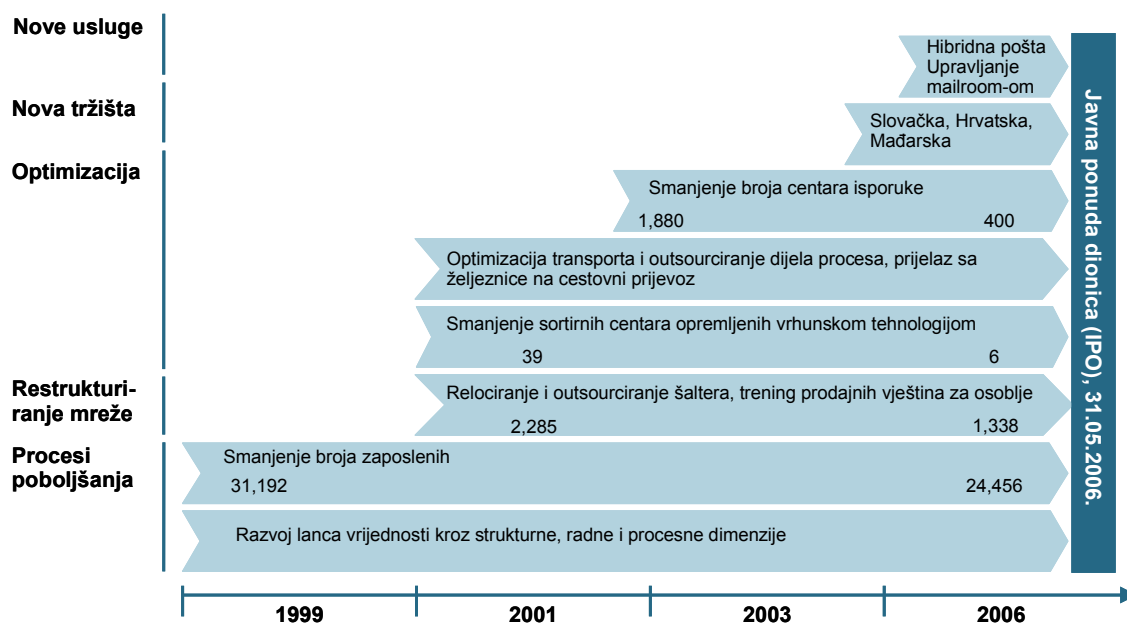 Nove usluge
Hibridna pošta
Upravljanje
mailroom-om
Nova tržišta
Slovačka, Hrvatska,
Mađarska
Optimizacija
Smanjenje broja centara isporuke
1,880 400
Optimizacija transporta i outsourciranje dijela procesa, prijelaz sa
željeznice na cestovni prijevoz
Smanjenje sortirnih centara opremljenih vrhunskom tehnologijom
39 6
Restrukturi-
ranje mreže
Relociranje i outsourciranje šaltera, trening prodajnih vještina za osoblje
2,285 1,338
Procesi
poboljšanja
Smanjenje broja zaposlenih
31,192 24,456
Razvoj lanca vrijednosti kroz strukturne, radne i procesne dimenzije
Javna ponuda dionica (IPO), 31.05.2006.
1999 2001 2003 2006